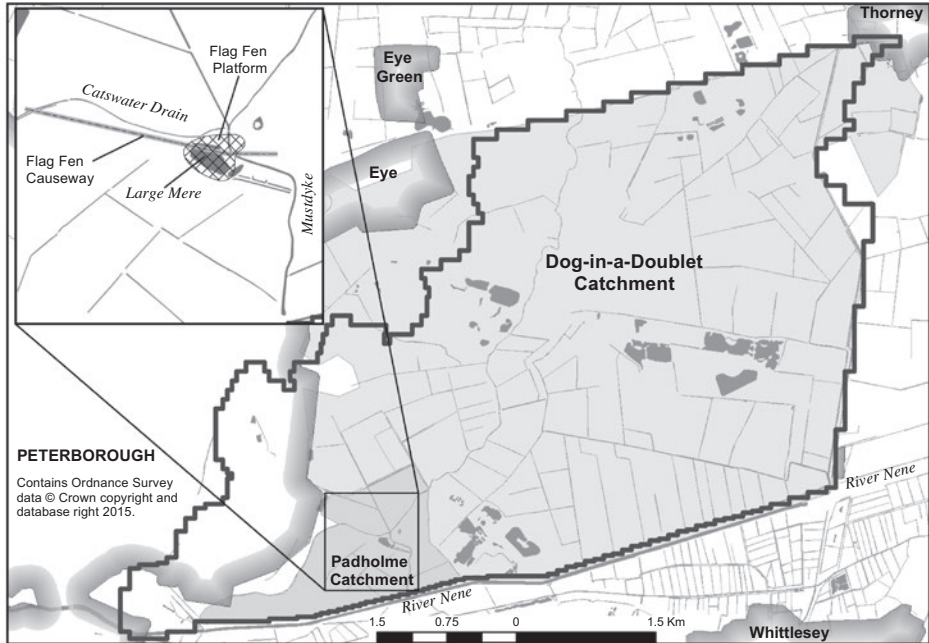 Thorney
Flag Fen
Platform
Eye
Green
Catswater Drain
Flag Fen
Causeway
Large Mere
Mustdyke
Eye
Dog-in-a-Doublet
Catchment
PETERBOROUGH
Contains Ordnance Survey
data © Crown copyright and
database right 2015.
River Nene
Padholme
Catchment
River Nene
1.5 0.75 0 1.5 Km
Whittlesey